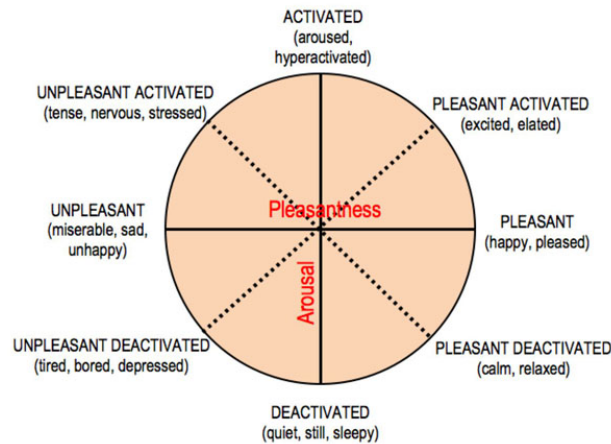 ACTIVATED
(aroused,
hyperactivated)
UNPLEASANT ACTIVATED
(tense, nervous, stressed)
PLEASANT ACTIVATED
(excited, elated)
Pleasantness
UNPLEASANT
(miserable, sad,
unhappy)
PLEASANT
(happy, pleased)
Arousal
UNPLEASANT DEACTIVATED
(tired, bored, depressed)
PLEASANT DEACTIVATED
(calm, relaxed)
DEACTIVATED
(quiet, still, sleepy)